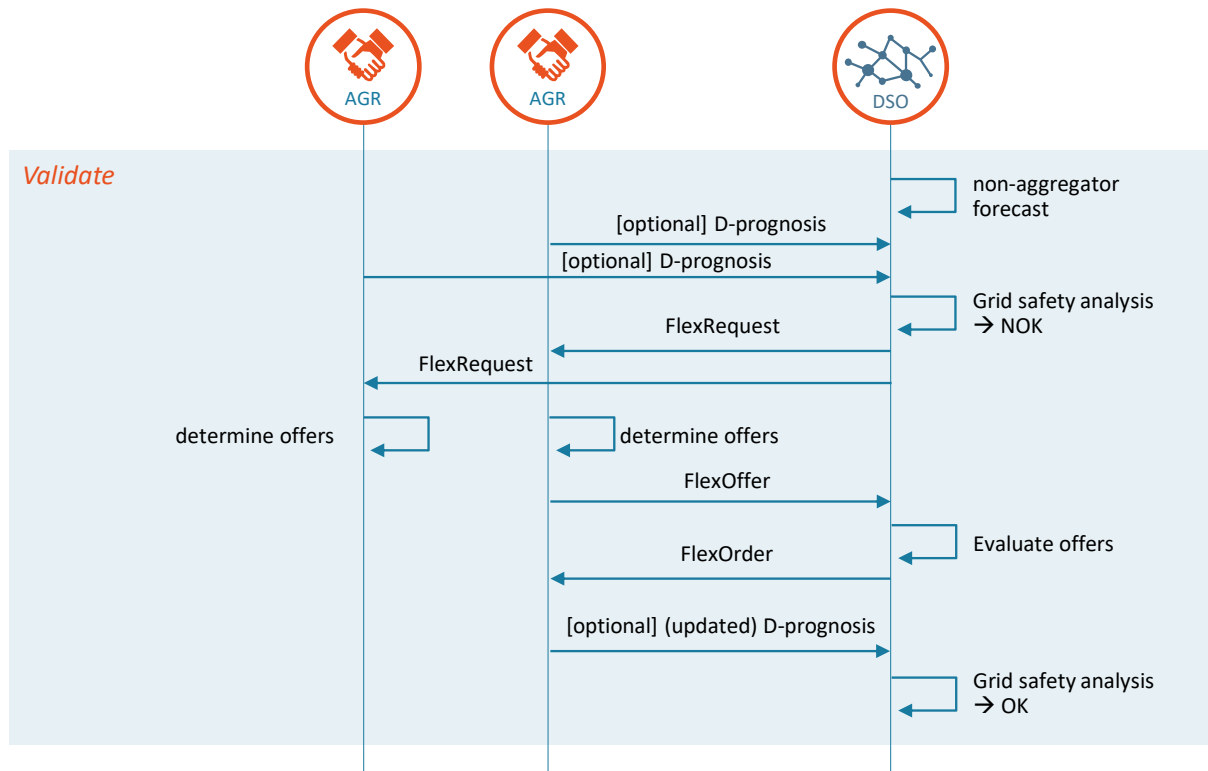 AGR
AGR
DSO
Validate
non-aggregator
forecast
[optional] D-prognosis
[optional] D-prognosis
Grid safety analysis
→ NOK
FlexRequest
FlexRequest
determine offers
determine offers
FlexOffer
Evaluate offers
FlexOrder
[optional] (updated) D-prognosis
Grid safety analysis
→ OK